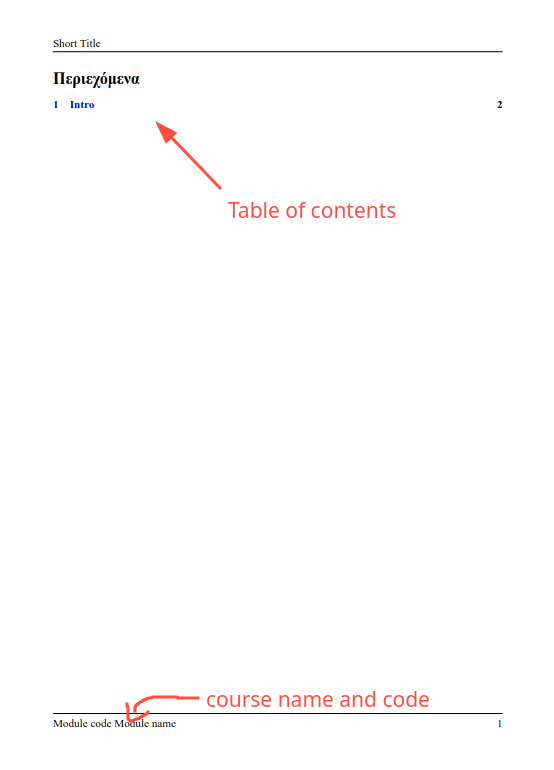 Short Title
Περιεχόμενα
1 Intro 2
Table of contents
course name and code
Module code Module name 1